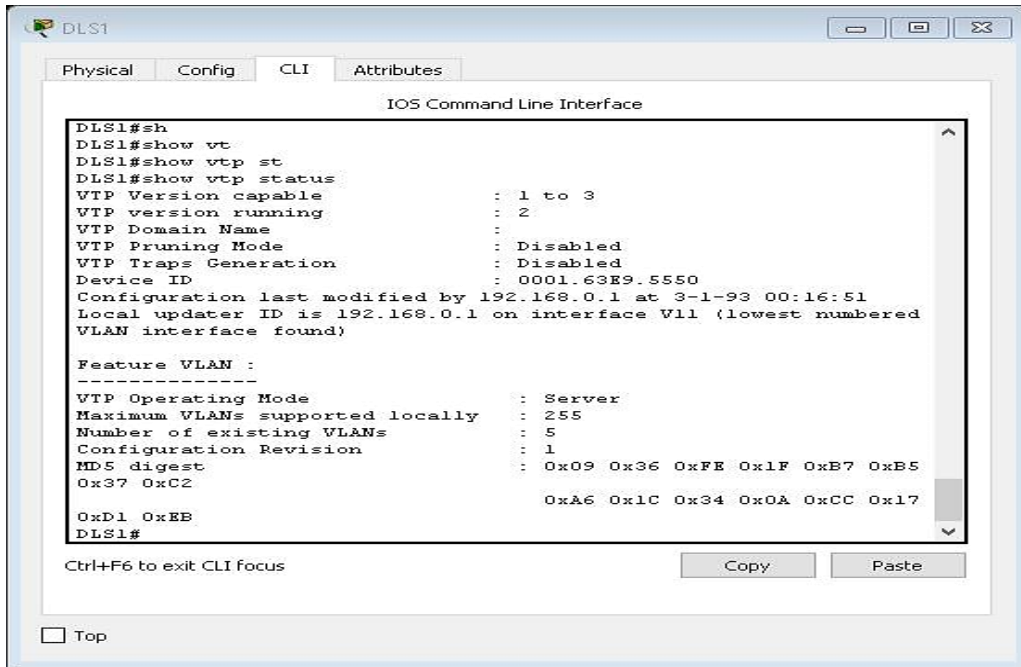 DLS1
Physical Config CLI Attributes
IOS Command Line Interface
DLS1#sh
DLS1#show vt
DLS1#show vtp st
DLS1#show vtp status
VTP Version capable : 1 to 3
VTP version running : 2
VTP Domain Name :
VTP Pruning Mode : Disabled
VTP Traps Generation : Disabled
Device ID : 0001.63E9.5550
Configuration last modified by 192.168.0.1 at 3-1-93 00:16:51
Local updater ID is 192.168.0.1 on interface Vl1 (lowest numbered
VLAN interface found)
Feature VLAN :
--------------
VTP Operating Mode : Server
Maximum VLANs supported locally : 255
Number of existing VLANs : 5
Configuration Revision : 1
MD5 digest : 0x09 0x36 0xFE 0x1F 0xB7 0xB5
0x37 0xC2
0xA6 0x1C 0x34 0x0A 0xCC 0x17
0xD1 0xEB
DLS1#
Ctrl+F6 to exit CLI focus
Copy Paste
Top